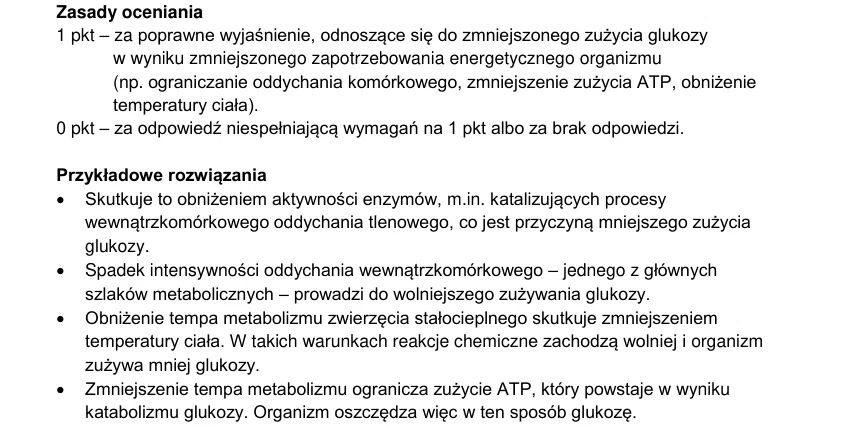 Zasady oceniania
1 pkt – za poprawne wyjaśnienie, odnoszące się do zmniejszonego zużycia glukozy
w wyniku zmniejszonego zapotrzebowania energetycznego organizmu
(np. ograniczanie oddychania komórkowego, zmniejszenie zużycia ATP, obniżenie
temperatury ciała).
0 pkt – za odpowiedź niespełniającą wymagań na 1 pkt albo za brak odpowiedzi.
Przykładowe rozwiązania
• Skutkuje to obniżeniem aktywności enzymów, m.in. katalizujących procesy
wewnątrzkomórkowego oddychania tlenowego, co jest przyczyną mniejszego zużycia
glukozy.
• Spadek intensywności oddychania wewnątrzkomórkowego – jednego z głównych
szlaków metabolicznych – prowadzi do wolniejszego zużywania glukozy.
• Obniżenie tempa metabolizmu zwierzęcia stałocieplnego skutkuje zmniejszeniem
temperatury ciała. W takich warunkach reakcje chemiczne zachodzą wolniej i organizm
zużywa mniej glukozy.
• Zmniejszenie tempa metabolizmu ogranicza zużycie ATP, który powstaje w wyniku
katabolizmu glukozy. Organizm oszczędza więc w ten sposób glukozę.